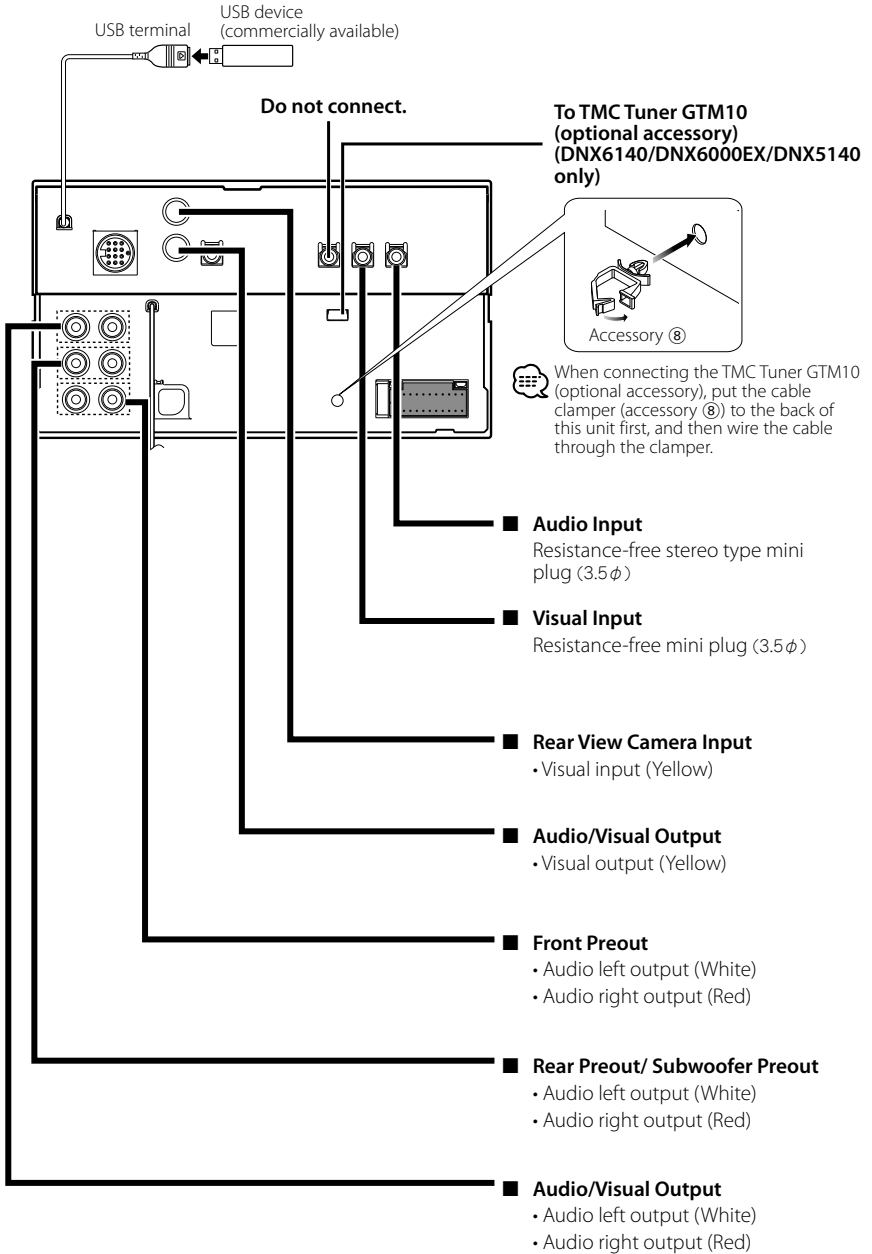 USB device
(commercially available)
USB terminal
Do not connect.
To TMC Tuner GTM10
(optional accessory)
(DNX6140/DNX6000EX/DNX5140
only)
Accessory ⑧
When connecting the TMC Tuner GTM10
(optional accessory), put the cable
clamper (accessory ⑧) to the back of
this unit first, and then wire the cable
through the clamper.
■ Audio Input
Resistance-free stereo type mini
plug (3.5φ)
■ Visual Input
Resistance-free mini plug (3.5φ)
■ Rear View Camera Input
• Visual input (Yellow)
■ Audio/Visual Output
• Visual output (Yellow)
■ Front Preout
• Audio left output (White)
• Audio right output (Red)
■ Rear Preout/ Subwoofer Preout
• Audio left output (White)
• Audio right output (Red)
■ Audio/Visual Output
• Audio left output (White)
• Audio right output (Red)